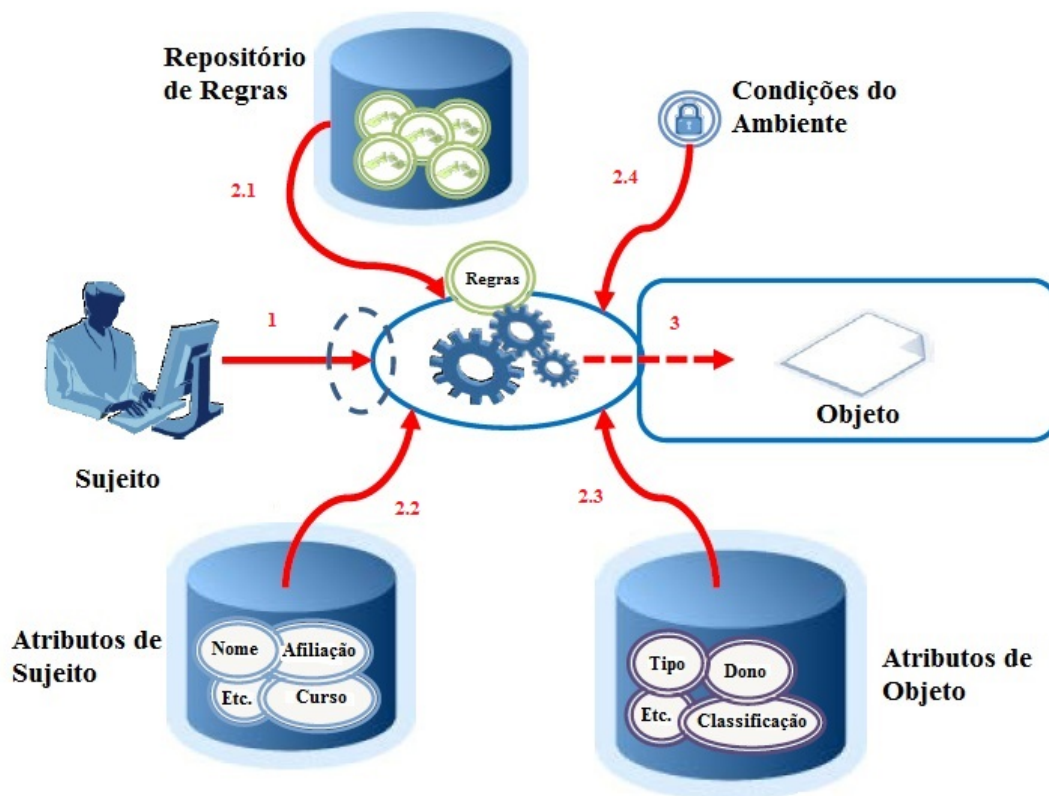 Repositório
de Regras
Condições do
Ambiente
2.1
2.4
Regras
1
3
Objeto
Sujeito
2.2
2.3
Atributos de
Sujeito
Nome
Afiliação
Etc.
Curso
Tipo
Dono
Etc.
Classificação
Atributos de
Objeto